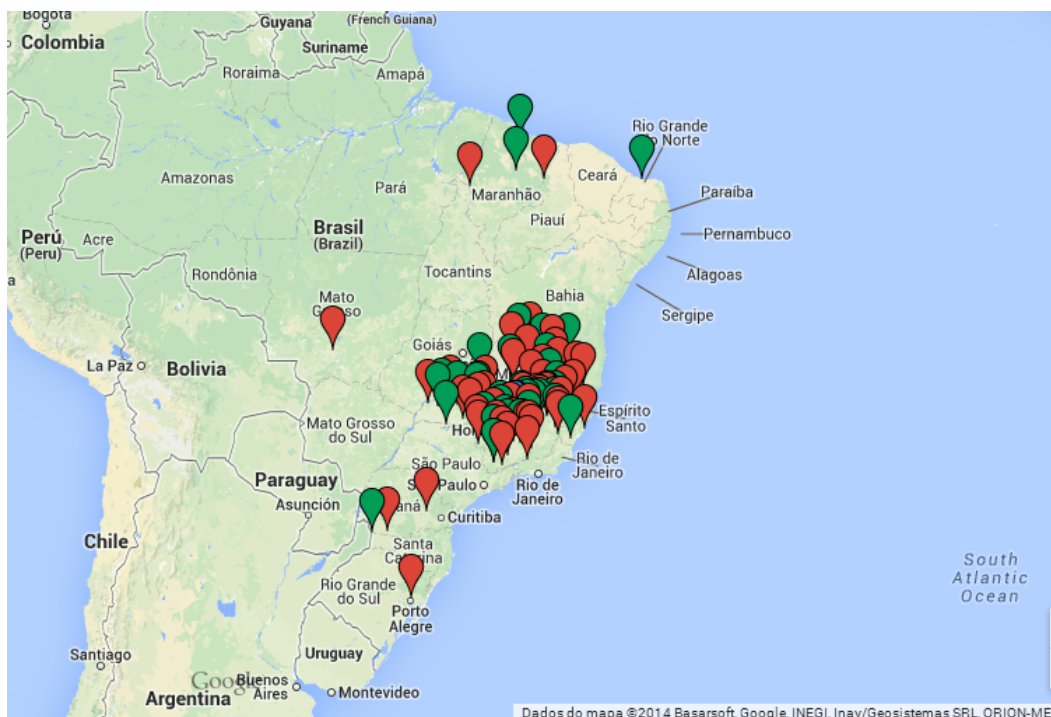 Bogotá
Colombia
Guyana
(French Guiana)
Suriname
Roraima
Amapá
Rio Grande
do Norte
Amazonas
Pará
Maranhão
Ceará
Paraíba
Piauí
Perú
(Peru)
Acre
Brasil
(Brazil)
Pernambuco
Rondônia
Tocantins
Alagoas
Mato
Grosso
Bahia
Sergipe
Goiás
La Paz
Bolivia
Mato Grosso
do Sul
Espírito
Santo
São Paulo
Rio de
Janeiro
Paraguay
Paulo
Rio de
Janeiro
Asunción
Curitiba
Chile
Santa
Rio Grande
do Sul
South
Atlantic
Ocean
Porto
Alegre
Santiago
Uruguay
Google
Buenos
Aires
Montevideo
Argentina
Dados do mapa ©2014 Basarsoft, Google, INEGI, Inav/Geosistemas SRL, ORION-ME